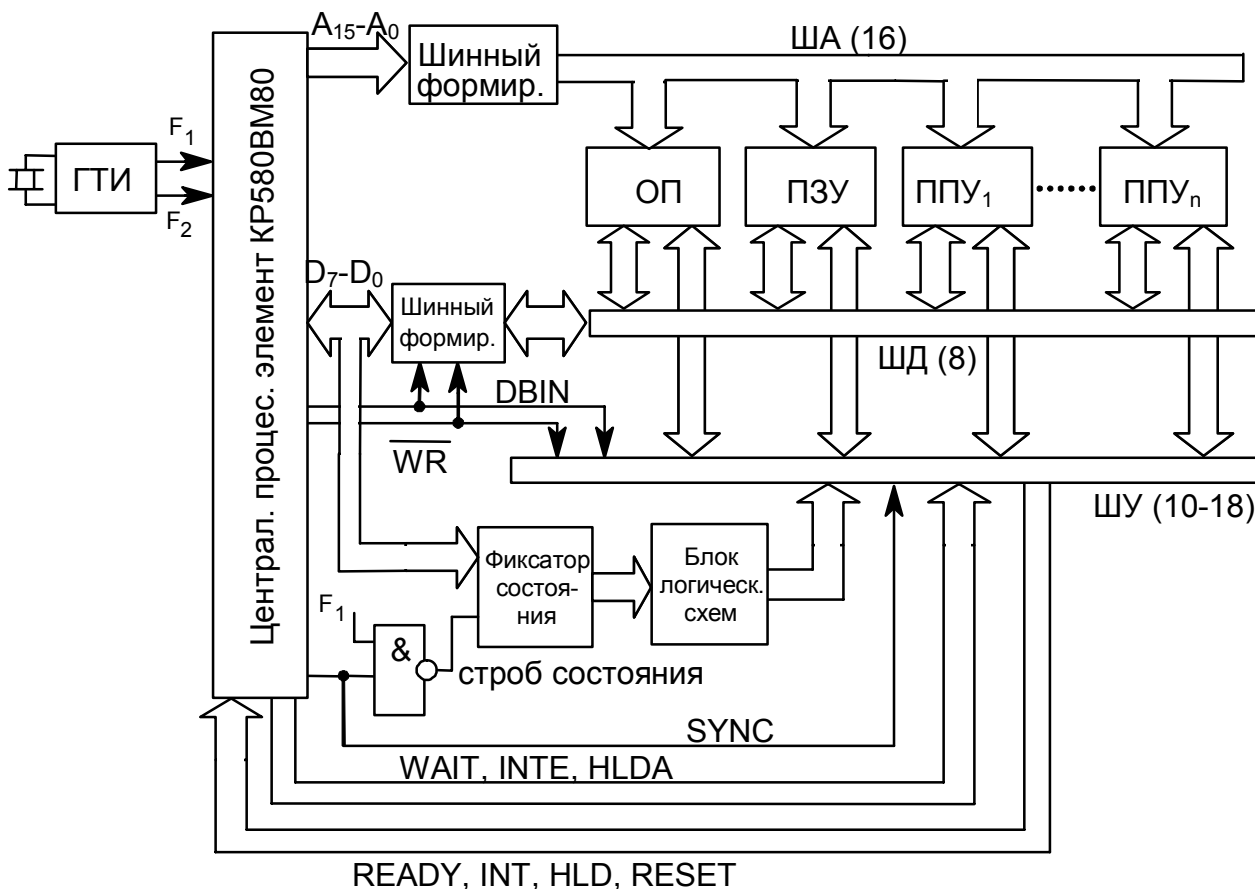 A15-A0
Шинный
формир.
ША (16)
F1
ГТИ
F2
Централ. процес. элемент КР580ВМ80
ОП
ПЗУ
ППУ1
ППУn
D7-D0
Шинный
формир.
ШД (8)
DBIN
WR
ШУ (10-18)
Фиксатор
состоя-
ния
Блок
логическ.
схем
F1
&
строб состояния
SYNC
WAIT, INTE, HLDA
READY, INT, HLD, RESET